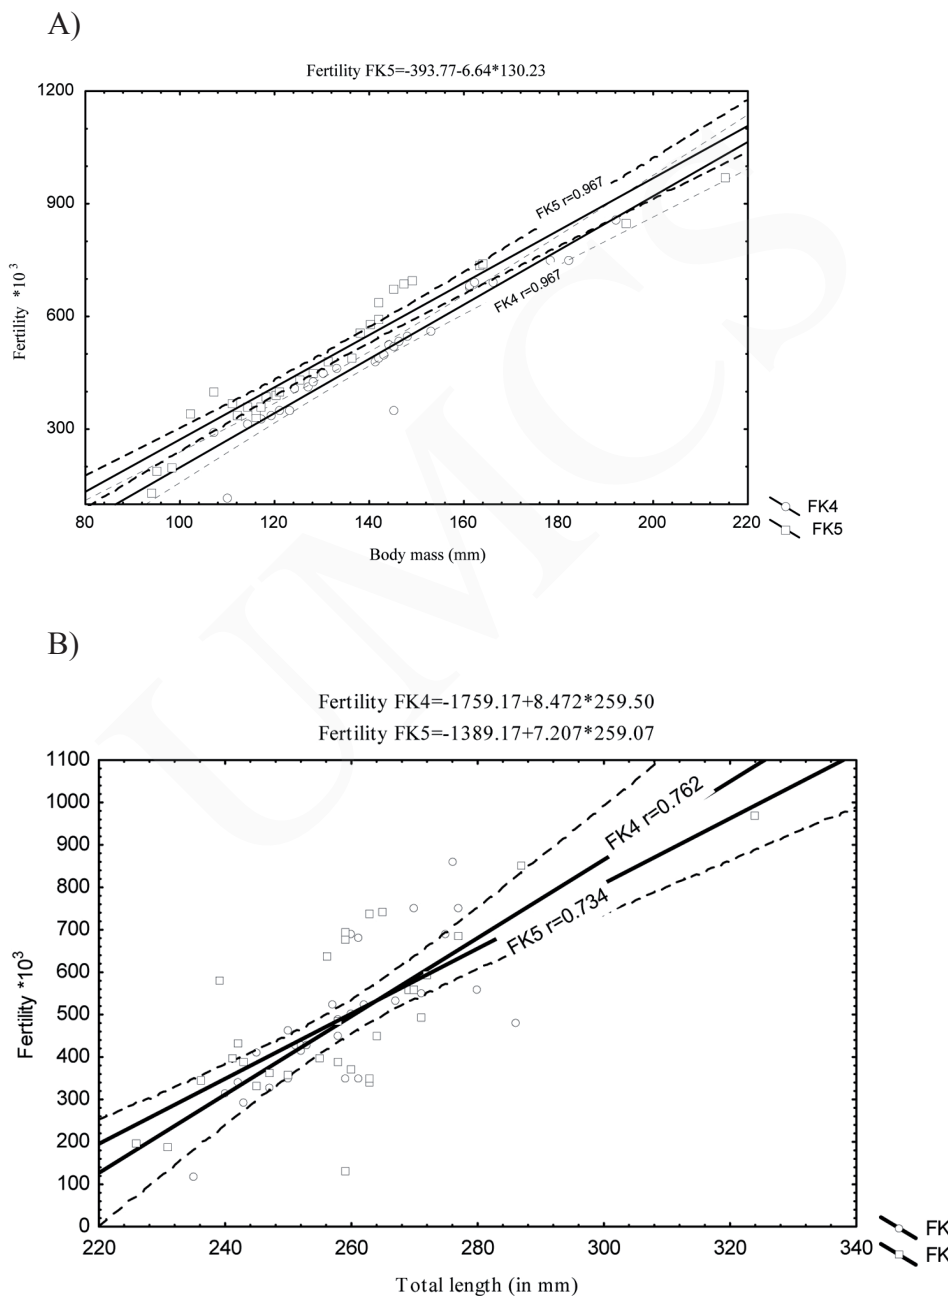 A)
Fertility FK5=-393.77-6.64*130.23
1200
900
600
300
Fertility *10³
FK5 r=0.967
FK4 r=0.967
80 100 120 140 160 180 200 220
Body mass (mm)
FK4
FK5
UMCS
B)
Fertility FK4=-1759.17+8.472*259.50
Fertility FK5=-1389.17+7.207*259.07
1100
1000
900
800
700
600
500
400
300
200
100
0
Fertility *10³
FK4 r=0.762
FK5 r=0.734
220 240 260 280 300 320 340
Total length (in mm)
FK
FK